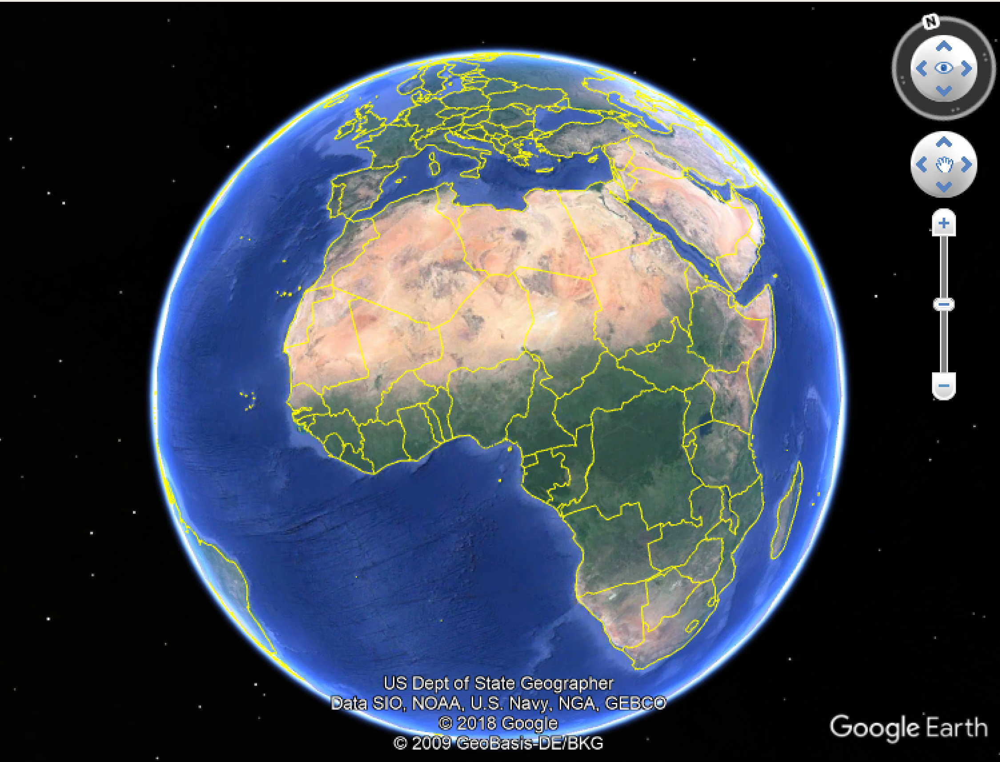 N
US Dept of State Geographer
Data SIO, NOAA, U.S. Navy, NGA, GEBCO
© 2018 Google
© 2009 GeoBasis-DE/BKG
Google Earth